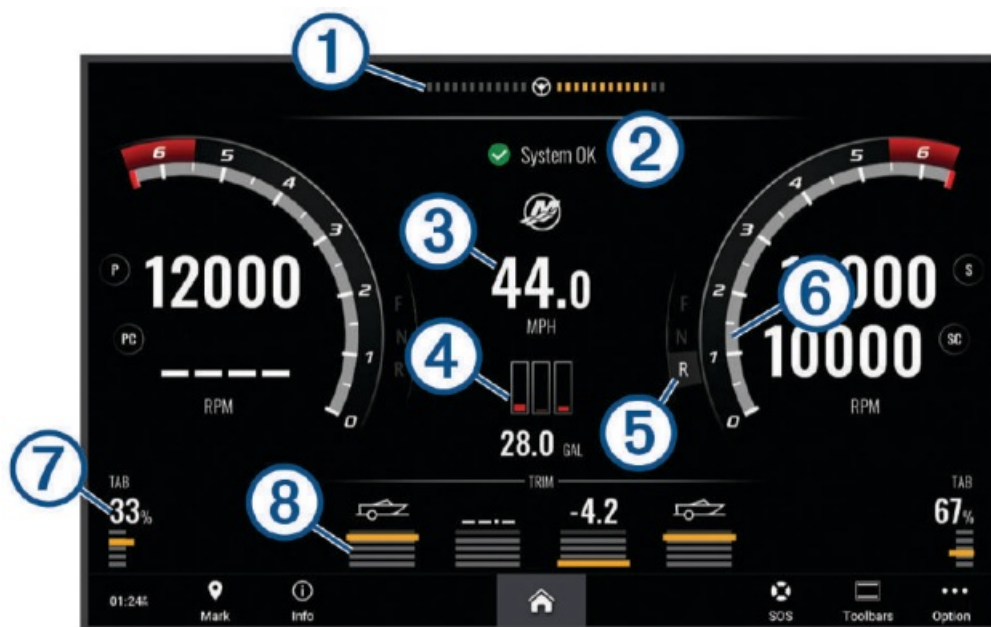 1
2
System OK
3
6 5 4 3 2 1 0
5 6 4 3 2 1 0
P 12000
44.0
MPH
6
000 S
PC ----
10000 SC
F
N
R
F
N
R
4
5
RPM
RPM
28.0 GAL
7
TAB
33%
8
TRIM
--.-
-4.2
TAB
67%
01:24
Mark
Info
SOS
Toolbars
Option